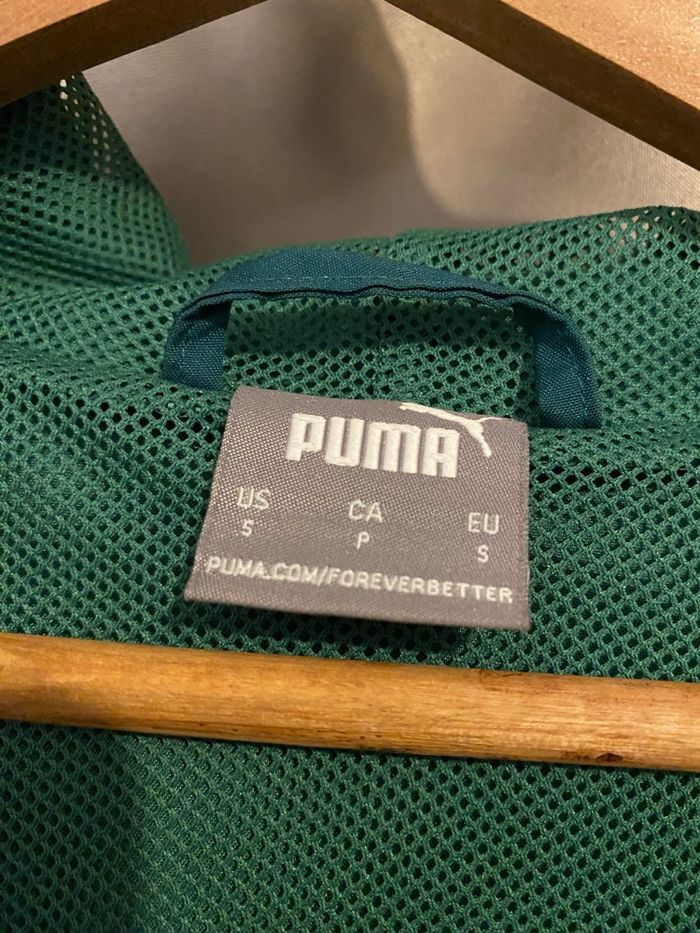 PUMA
US CA EU
S P S
PUMA.COM/FOREVERBETTER